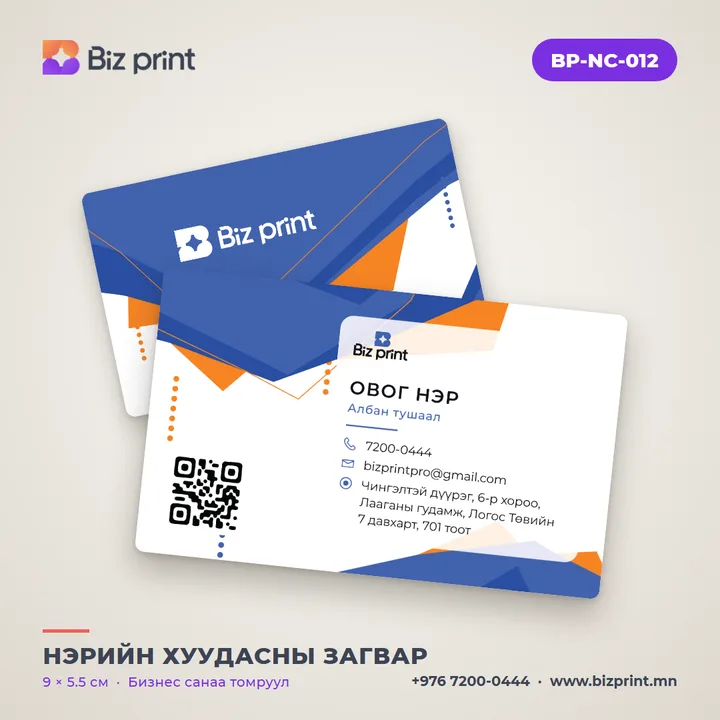 Biz print
BP-NC-012
Biz print
Biz print
ОВОГ НЭР
Албан тушаал
7200-0444
bizprintpro@gmail.com
Чингэлтэй дүүрэг, 6-р хороо,
Лааганы гудамж, Логос Төвийн
7 давхарт, 701 тоот
НЭРИЙН ХУУДАСНЫ ЗАГВАР
9 × 5.5 см · Бизнес санаа томруул
+976 7200-0444 · www.bizprint.mn